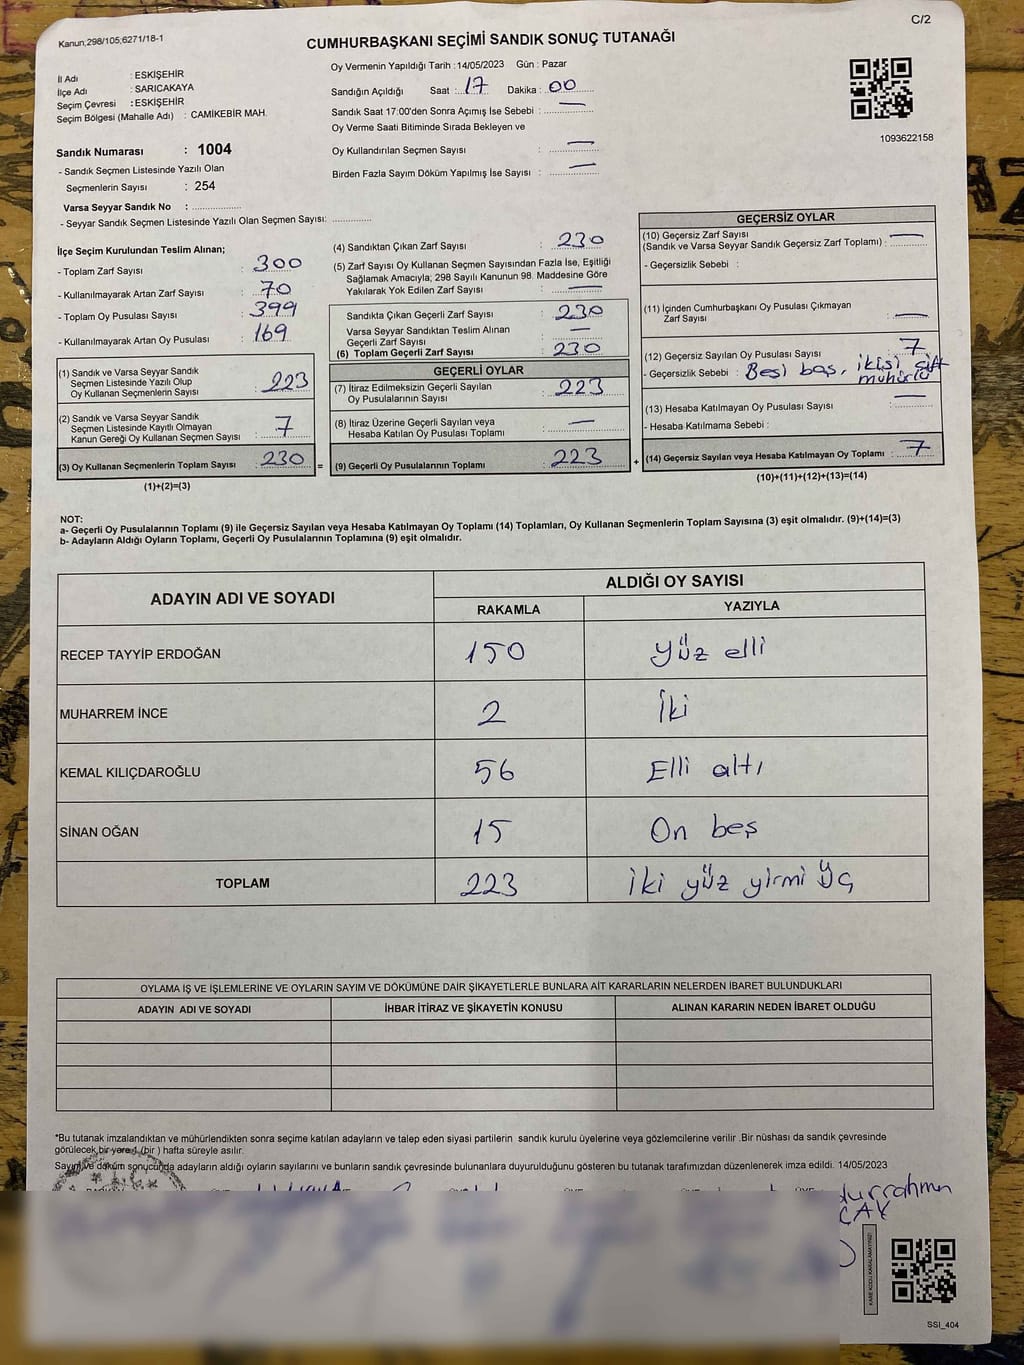 C/2
Kanun,298/105,6271/18-1
CUMHURBAŞKANI SEÇİMİ SANDIK SONUÇ TUTANAĞI
İl Adı : ESKİŞEHİR
İlçe Adı : SARICAKAYA
Seçim Çevresi : ESKİŞEHİR
Seçim Bölgesi (Mahalle Adı) : CAMİKEBİR MAH.
Oy Vermenin Yapıldığı Tarih :14/05/2023 Gün : Pazar
Sandığın Açıldığı Saat : 17 Dakika : 00
Sandık Saat 17:00'den Sonra Açımış İse Sebebi : —
Oy Verme Saati Bitiminde Sırada Bekleyen ve
Oy Kullandırılan Seçmen Sayısı : —
Birden Fazla Sayım Döküm Yapılmış İse Sayısı : —
1093622158
Sandık Numarası : 1004
- Sandık Seçmen Listesinde Yazılı Olan
Seçmenlerin Sayısı : 254
Varsa Seyyar Sandık No : ....................
- Seyyar Sandık Seçmen Listesinde Yazılı Olan Seçmen Sayısı: ..............
İlçe Seçim Kurulundan Teslim Alınan;
- Toplam Zarf Sayısı : 300
- Kullanılmayarak Artan Zarf Sayısı : 70
- Toplam Oy Pusulası Sayısı : 399
- Kullanılmayarak Artan Oy Pusulası : 169
(1) Sandık ve Varsa Seyyar Sandık
Seçmen Listesinde Yazılı Olup
Oy Kullanan Seçmenlerin Sayısı : 223
(2) Sandık ve Varsa Seyyar Sandık
Seçmen Listesinde Kayıtlı Olmayan
Kanun Gereği Oy Kullanan Seçmen Sayısı : 7
(3) Oy Kullanan Seçmenlerin Toplam Sayısı : 230 =
(1)+(2)=(3)
(4) Sandıktan Çıkan Zarf Sayısı : 230
(5) Zarf Sayısı Oy Kullanan Seçmen Sayısından Fazla İse, Eşitliği
Sağlamak Amacıyla; 298 Sayılı Kanunun 98. Maddesine Göre
Yakılarak Yok Edilen Zarf Sayısı : —
Sandıkta Çıkan Geçerli Zarf Sayısı : 230
Varsa Seyyar Sandıktan Teslim Alınan
Geçerli Zarf Sayısı : —
(6) Toplam Geçerli Zarf Sayısı : 230
GEÇERLİ OYLAR
(7) İtiraz Edilmeksizin Geçerli Sayılan
Oy Pusulalarının Sayısı : 223
(8) İtiraz Üzerine Geçerli Sayılan veya
Hesaba Katılan Oy Pusulası Toplamı : —
(9) Geçerli Oy Pusulalarının Toplamı : 223 +
GEÇERSİZ OYLAR
(10) Geçersiz Zarf Sayısı
(Sandık ve Varsa Seyyar Sandık Geçersiz Zarf Toplamı) : —
- Geçersizlik Sebebi :
(11) İçinden Cumhurbaşkanı Oy Pusulası Çıkmayan
Zarf Sayısı : —
(12) Geçersiz Sayılan Oy Pusulası Sayısı : 7
- Geçersizlik Sebebi : Beşi boş, ikisi çift
mühürlü
(13) Hesaba Katılmayan Oy Pusulası Sayısı : —
- Hesaba Katılmama Sebebi :
(14) Geçersiz Sayılan veya Hesaba Katılmayan Oy Toplamı : 7
(10)+(11)+(12)+(13)=(14)
NOT:
a- Geçerli Oy Pusulalarının Toplamı (9) ile Geçersiz Sayılan veya Hesaba Katılmayan Oy Toplamı (14) Toplamları, Oy Kullanan Seçmenlerin Toplam Sayısına (3) eşit olmalıdır. (9)+(14)=(3)
b- Adayların Aldığı Oyların Toplamı, Geçerli Oy Pusulalarının Toplamına (9) eşit olmalıdır.
ADAYIN ADI VE SOYADI
ALDIĞI OY SAYISI
RAKAMLA YAZIYLA
RECEP TAYYİP ERDOĞAN 150 yüz elli
MUHARREM İNCE 2 İki
KEMAL KILIÇDAROĞLU 56 Elli altı
SİNAN OĞAN 15 On beş
TOPLAM 223 iki yüz yirmi üç
OYLAMA İŞ VE İŞLEMLERİNE VE OYLARIN SAYIM VE DÖKÜMÜNE DAİR ŞİKAYETLERLE BUNLARA AİT KARARLARIN NELERDEN İBARET BULUNDUKLARI
ADAYIN ADI VE SOYADI İHBAR İTİRAZ VE ŞİKAYETİN KONUSU ALINAN KARARIN NEDEN İBARET OLDUĞU
*Bu tutanak imzalandıktan ve mühürlendikten sonra seçime katılan adayların ve talep eden siyasi partilerin sandık kurulu üyelerine veya gözlemcilerine verilir .Bir nüshası da sandık çevresinde
görülecek bir yere 1 (bir ) hafta süreyle asılır.
Sayım ve döküm sonucunda adayların aldığı oyların sayılarını ve bunların sandık çevresinde bulunanlara duyurulduğunu gösteren bu tutanak tarafımızdan düzenlenerek imza edildi. 14/05/2023
durrahman
SSI_404